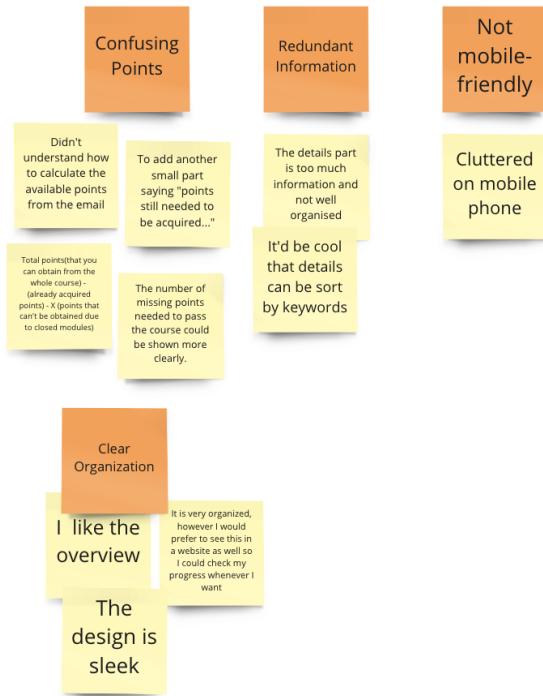 Confusing
Points
Didn't
understand how
to calculate the
available points
from the email
To add another
small part
saying "points
still needed to
be acquired..."
Total points(that you
can obtain from the
whole course) -
(already acquired
points) - X (points that
can't be obtained due
to closed modules)
The number of
missing points
needed to pass
the course could
be shown more
clearly.
Redundant
Information
The details part
is too much
information and
not well
organised
It'd be cool
that details
can be sort
by keywords
Not
mobile-
friendly
Cluttered
on mobile
phone
Clear
Organization
I like the
overview
It is very organized,
however I would
prefer to see this in
a website as well so
I could check my
progress whenever I
want
The
design is
sleek